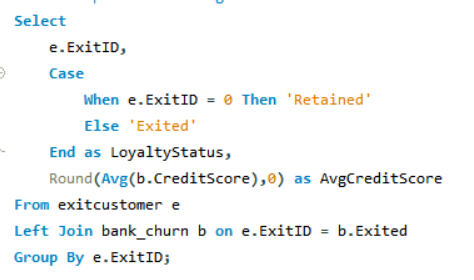 Select
e.ExitID,
Case
When e.ExitID = 0 Then 'Retained'
Else 'Exited'
End as LoyaltyStatus,
Round(Avg(b.CreditScore),0) as AvgCreditScore
From exitcustomer e
Left Join bank_churn b on e.ExitID = b.Exited
Group By e.ExitID;